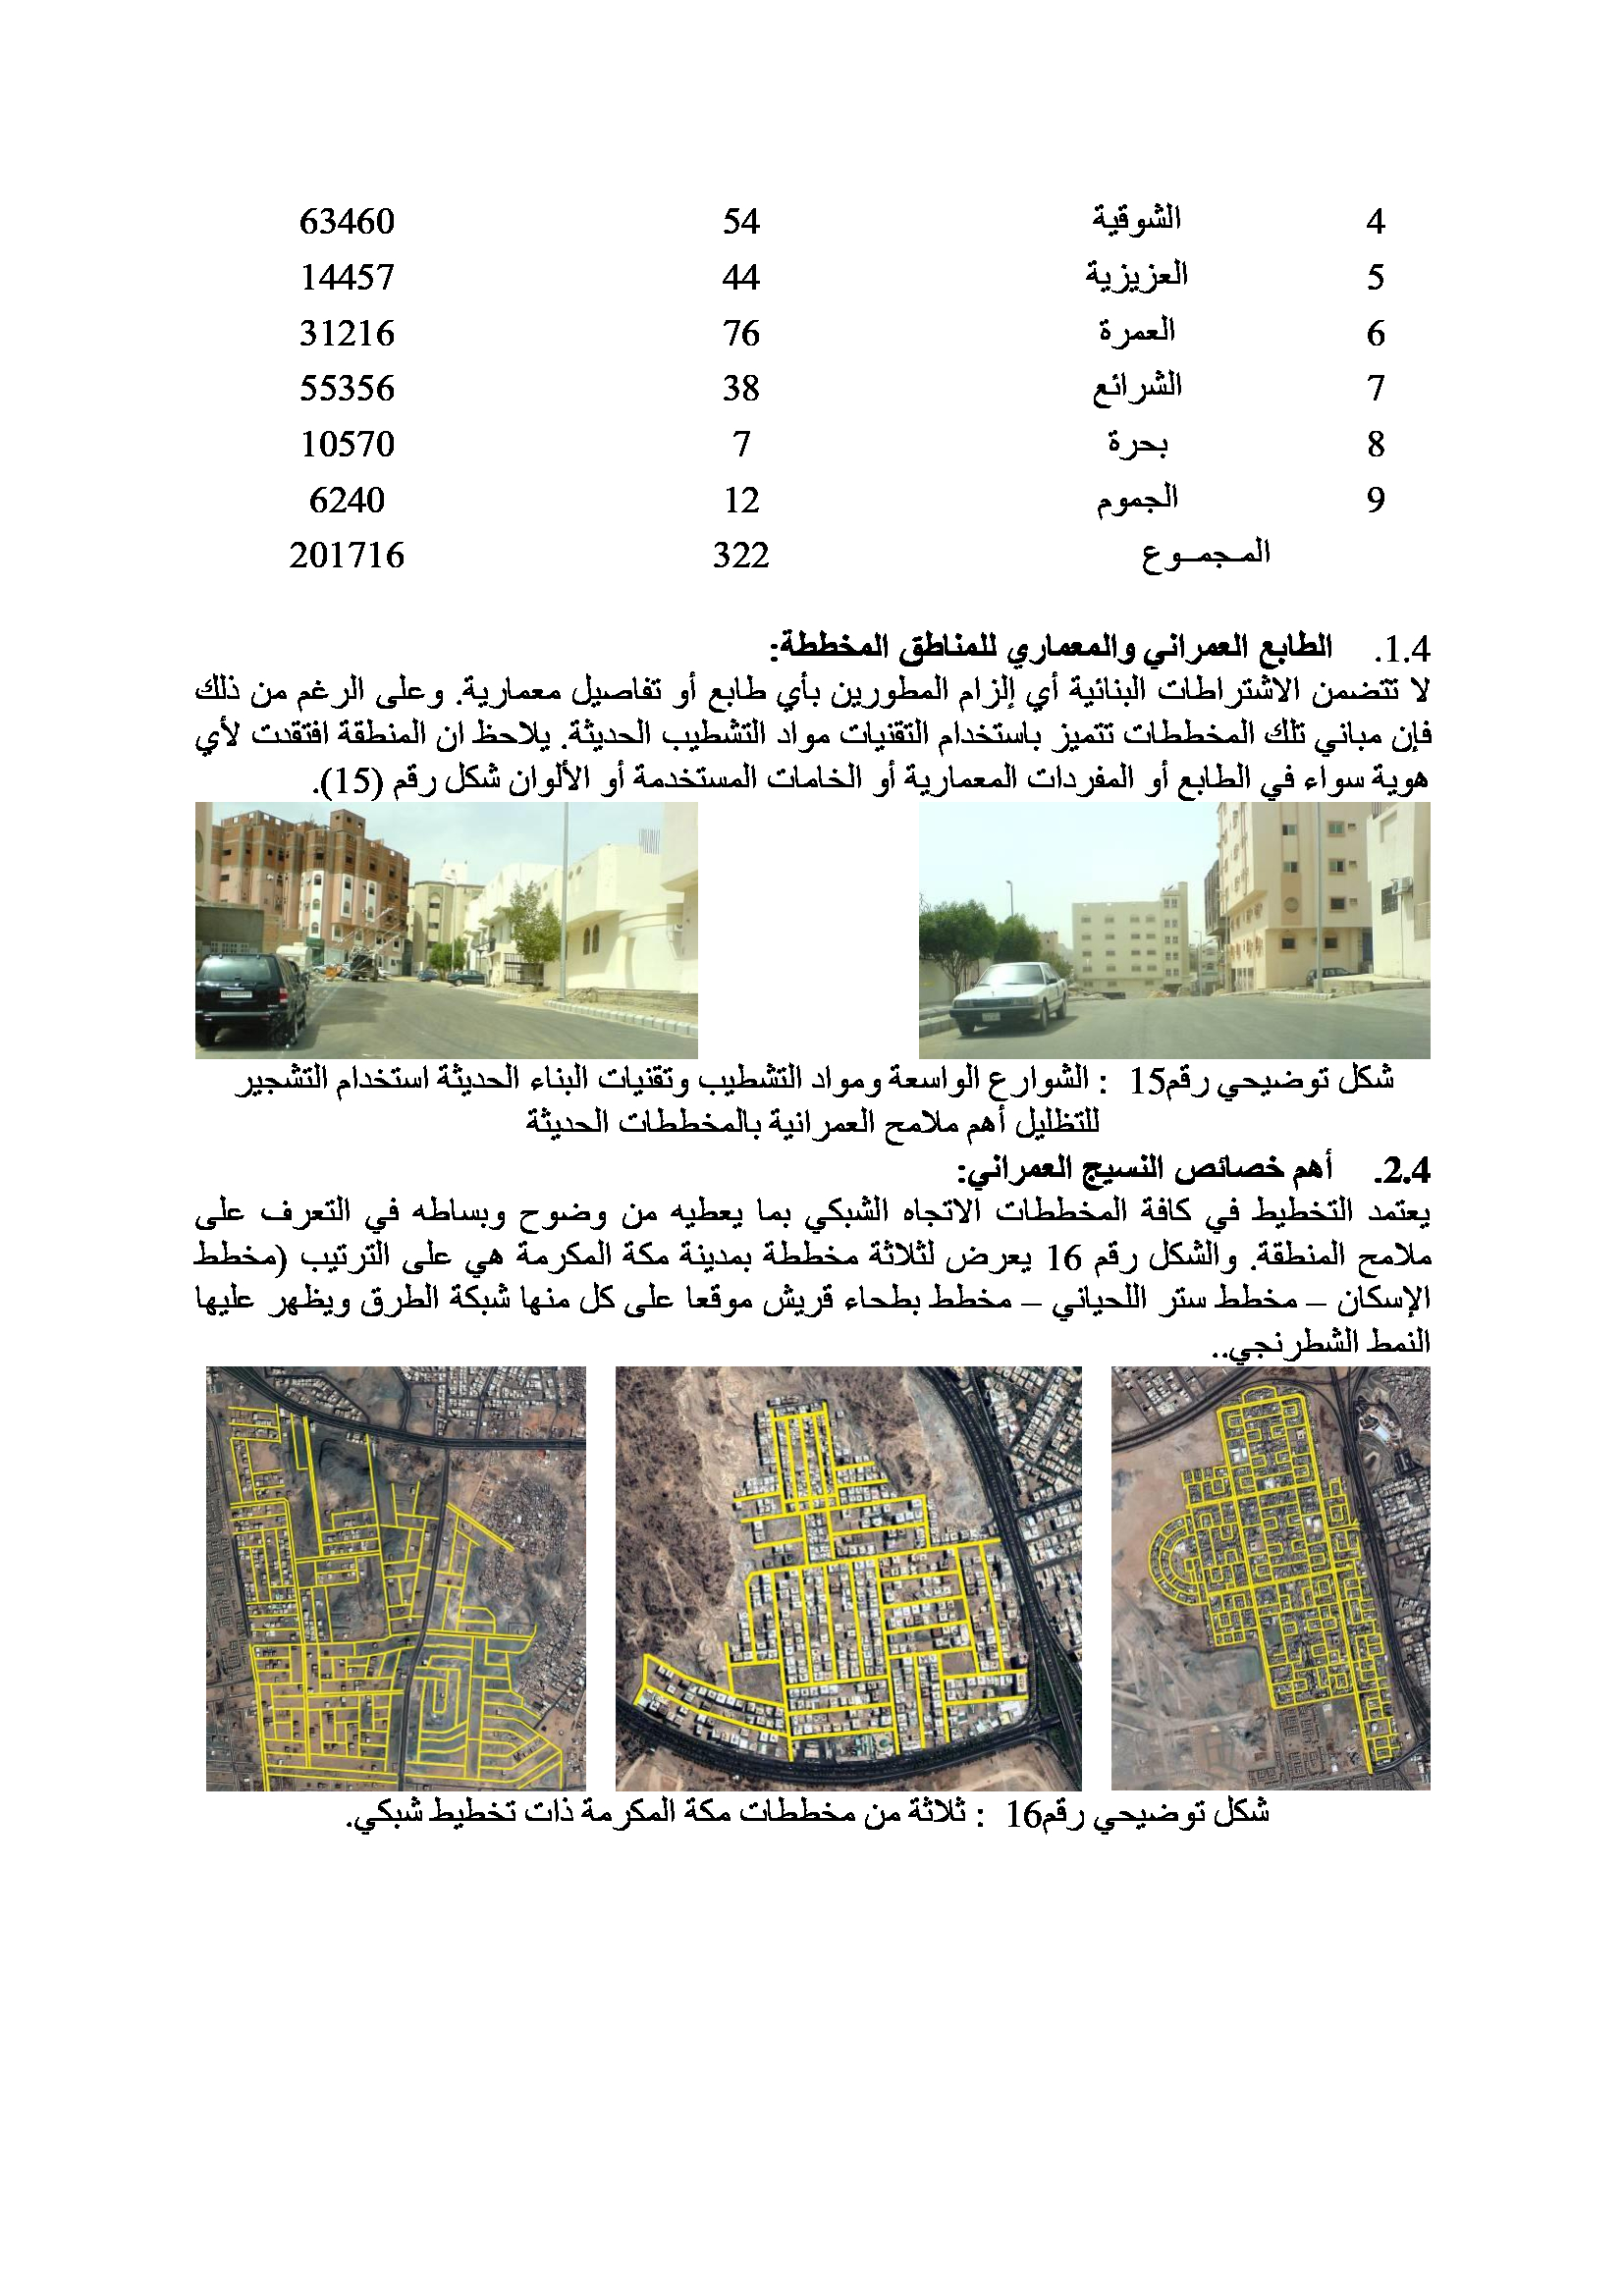 4 الشوقية 54 63460
5 العزيزية 44 14457
6 العمرة 76 31216
7 الشرائع 38 55356
8 بحرة 7 10570
9 الجموم 12 6240
المـجمـــوع 322 201716
1.4. الطابع العمراني والمعماري للمناطق المخططة:
لا تتضمن الاشتراطات البنائية أي إلزام المطورين بأي طابع أو تفاصيل معمارية. وعلى الرغم من ذلك
فإن مباني تلك المخططات تتميز باستخدام التقنيات مواد التشطيب الحديثة. يلاحظ ان المنطقة افتقدت لأي
هوية سواء في الطابع أو المفردات المعمارية أو الخامات المستخدمة أو الألوان شكل رقم (15).
شكل توضيحي رقم15 : الشوارع الواسعة ومواد التشطيب وتقنيات البناء الحديثة استخدام التشجير
للتظليل أهم ملامح العمرانية بالمخططات الحديثة
2.4. أهم خصائص النسيج العمراني:
يعتمد التخطيط في كافة المخططات الاتجاه الشبكي بما يعطيه من وضوح وبساطه في التعرف على
ملامح المنطقة. والشكل رقم 16 يعرض لثلاثة مخططة بمدينة مكة المكرمة هي على الترتيب (مخطط
الإسكان – مخطط ستر اللحياني – مخطط بطحاء قريش موقعا على كل منها شبكة الطرق ويظهر عليها
النمط الشطرنجي..
شكل توضيحي رقم16 : ثلاثة من مخططات مكة المكرمة ذات تخطيط شبكي.